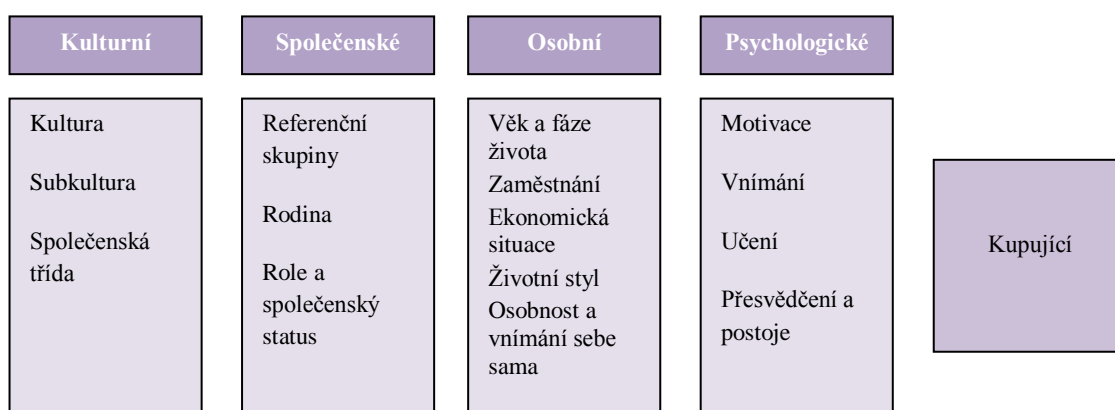 Kulturní
Společenské
Osobní
Psychologické
Kultura
Subkultura
Společenská
třída
Referenční
skupiny
Rodina
Role a
společenský
status
Věk a fáze
života
Zaměstnání
Ekonomická
situace
Životní styl
Osobnost a
vnímání sebe
sama
Motivace
Vnímání
Učení
Přesvědčení a
postoje
Kupující